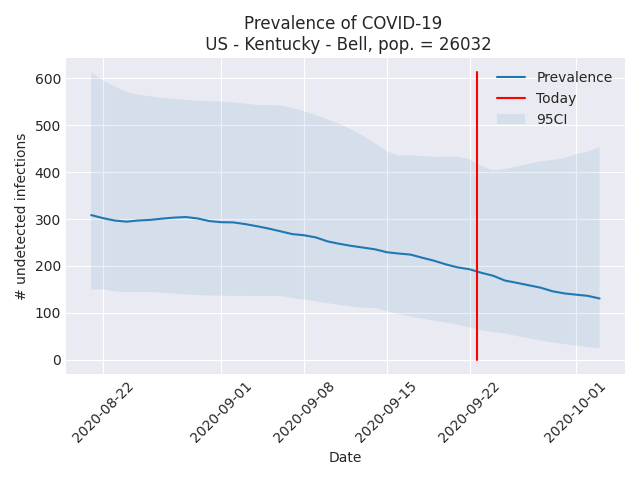 Prevalence of COVID-19
US - Kentucky - Bell, pop. = 26032
Prevalence
Today
95CI
# undetected infections
600
500
400
300
200
100
0
2020-08-22
2020-09-01
2020-09-08
2020-09-15
2020-09-22
2020-10-01
Date